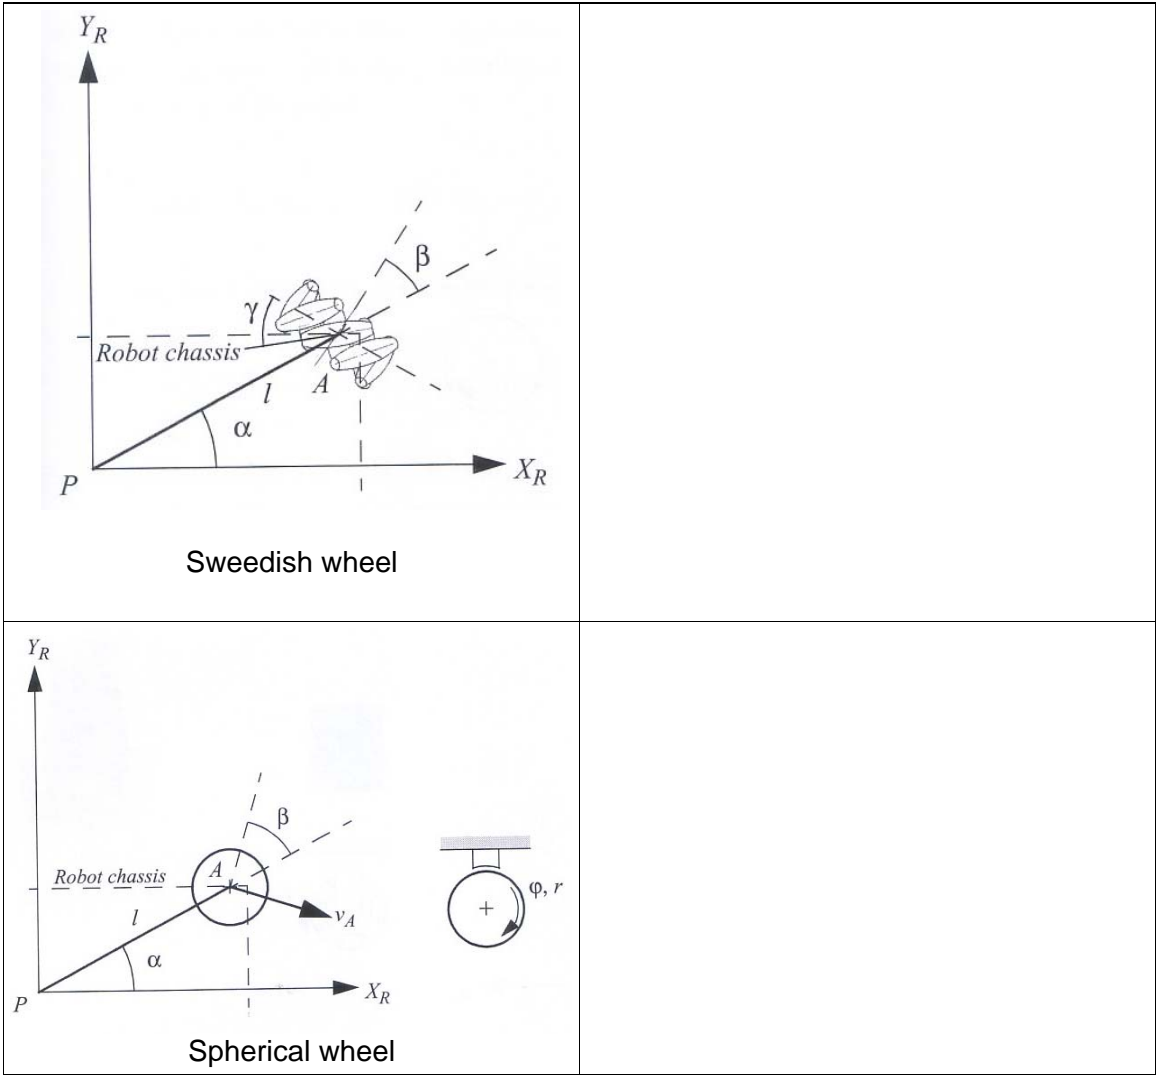 Y_R
β
γ
Robot chassis
A
l
α
X_R
P
Sweedish wheel
Y_R
β
A
Robot chassis
φ, r
v_A
l
α
X_R
P
Spherical wheel